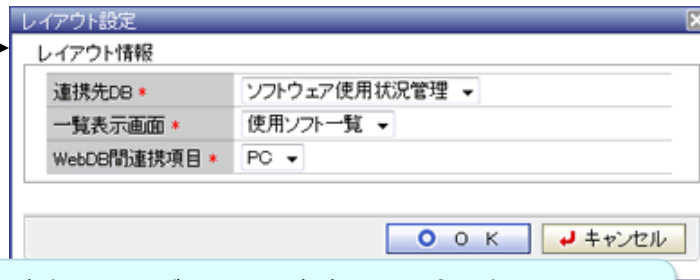 レイアウト設定
レイアウト情報
連携先DB * ソフトウェア使用状況管理
一覧表示画面 * 使用ソフト一覧
WebDB間連携項目 * PC
OK キャンセル